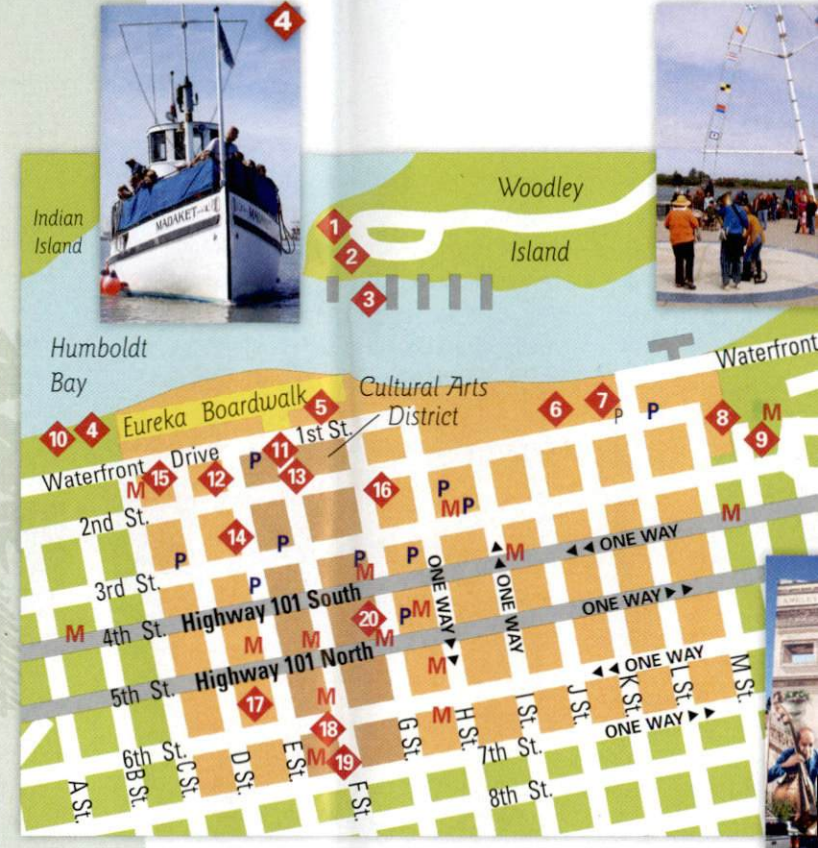 4
MADAKET
Indian
Island
Woodley
Island
1
2
3
Humboldt
Bay
Waterfront
Cultural Arts
District
Eureka Boardwalk
5
6
7
P
P
8
M
9
10
4
1st St.
11
P
Waterfront Drive
M
15
12
13
16
P
M
P
2nd St.
14
P
P
M
3rd St.
P
P
P
M
M
ONE WAY
4th St.
Highway 101 South
M
20
P
M
M
ONE WAY
ONE WAY
ONE WAY
5th St.
Highway 101 North
M
M
M
ONE WAY
17
M
M
18
M
19
6th St.
7th St.
ONE WAY
8th St.
A St.
B St.
C St.
D St.
E St.
F St.
G St.
H St.
I St.
J St.
K St.
L St.
M St.